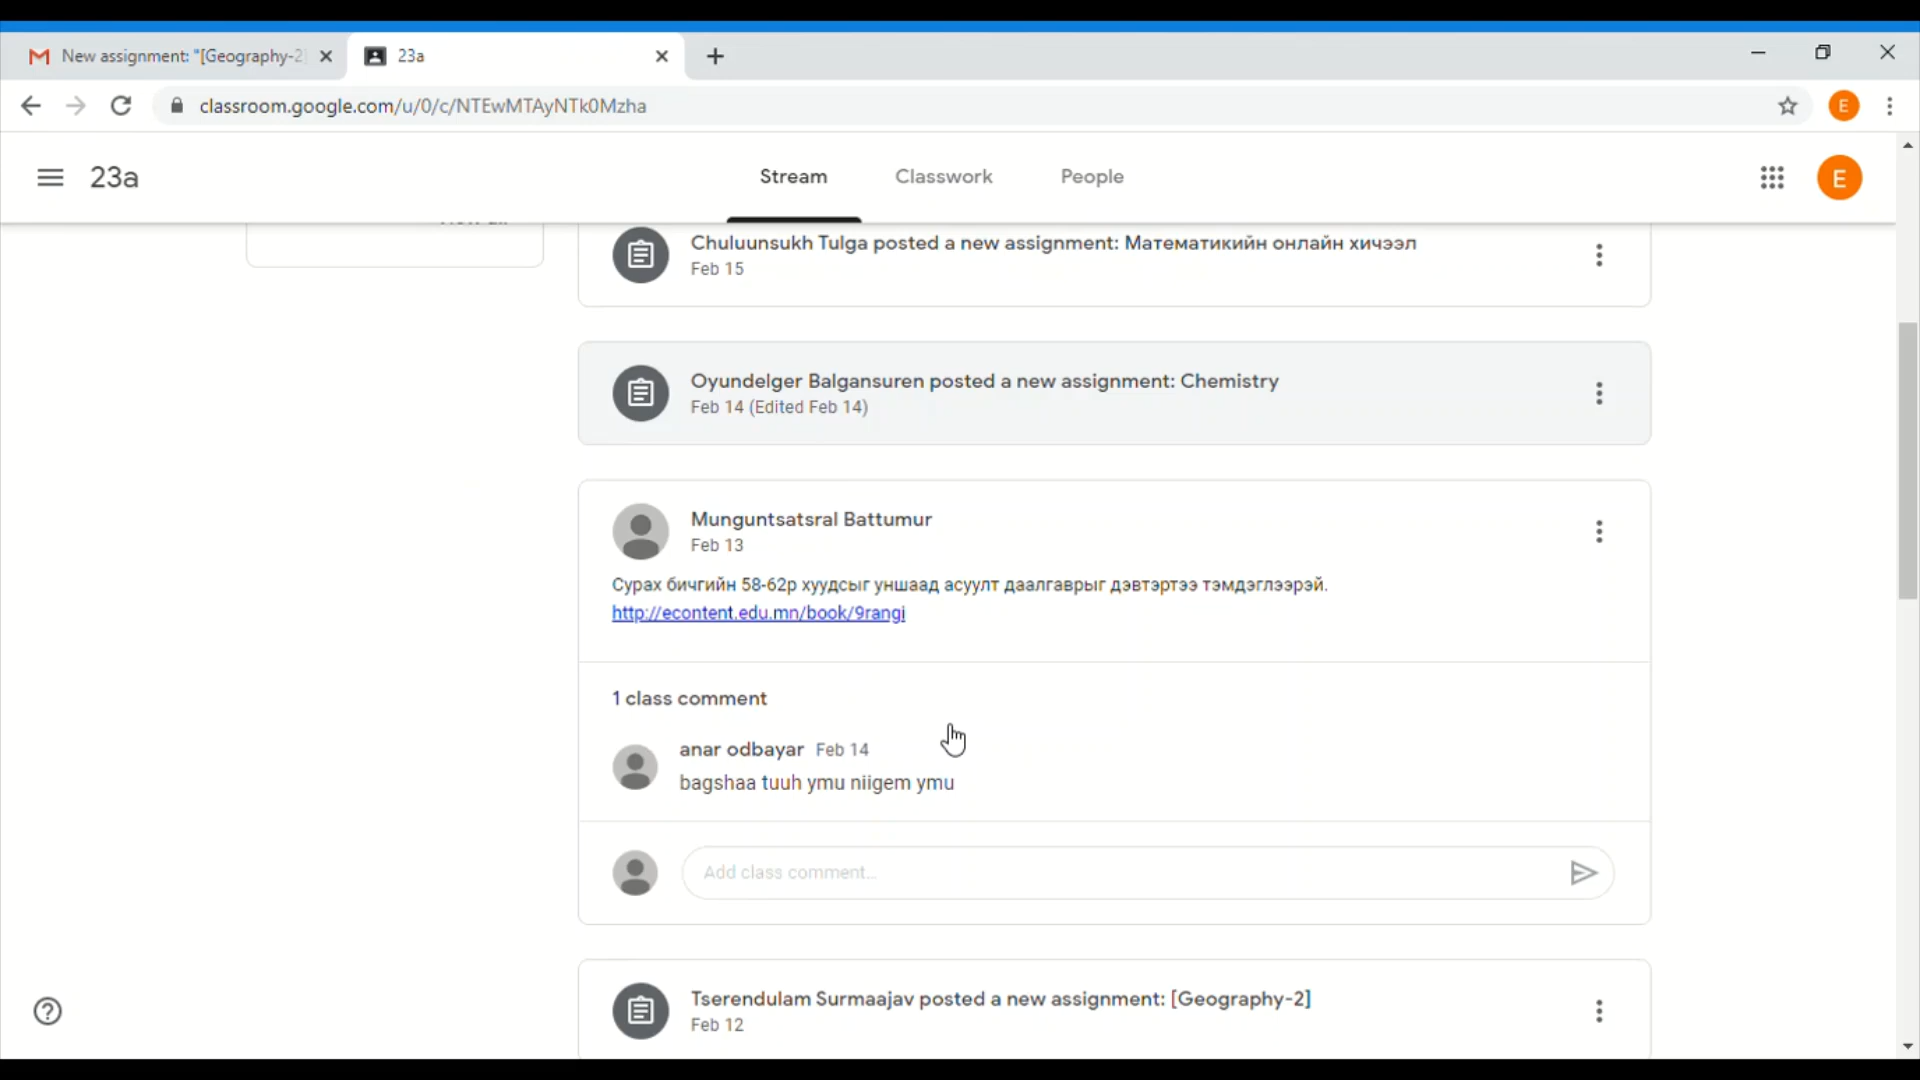 New assignment: "[Geography-2]
23a
classroom.google.com/u/0/c/NTEwMTAyNTk0Mzha
E
23a
Stream
Classwork
People
E
Chuluunsukh Tulga posted a new assignment: Математикийн онлайн хичээл
Feb 15
Oyundelger Balgansuren posted a new assignment: Chemistry
Feb 14 (Edited Feb 14)
Munguntsatsral Battumur
Feb 13
Сурах бичгийн 58-62р хуудсыг уншаад асуулт даалгаврыг дэвтэртээ тэмдэглээрэй.
http://econtent.edu.mn/book/9rangi
1 class comment
anar odbayar Feb 14
bagshaa tuuh ymu niigem ymu
Add class comment...
Tserendulam Surmaajav posted a new assignment: [Geography-2]
Feb 12